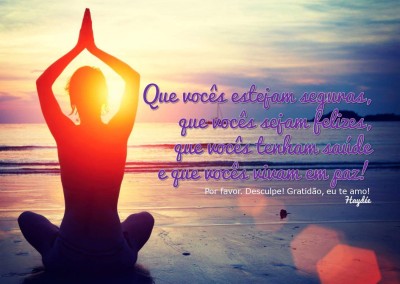 Que vocês estejam seguras,
que vocês sejam felizes,
que vocês tenham saúde
e que vocês vivam em paz!
Por favor. Desculpe! Gratidão, eu te amo!
Haydée